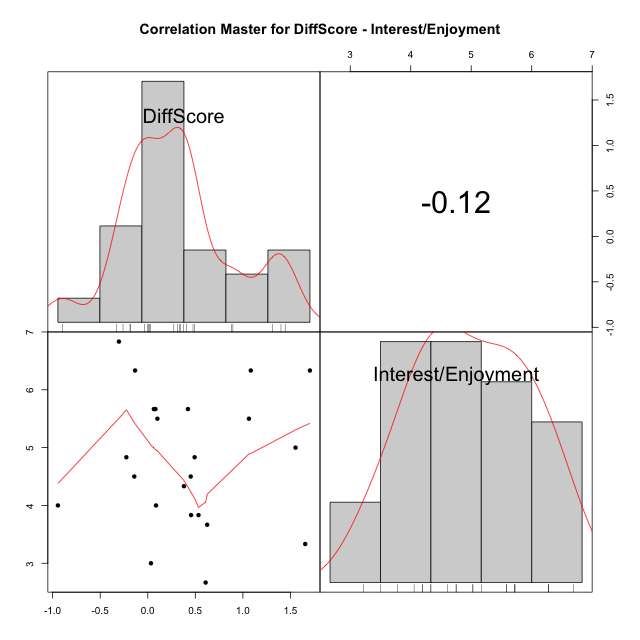 Correlation Master for DiffScore - Interest/Enjoyment
3 4 5 6 7
DiffScore
-0.12
1.5
1.0
0.5
0.0
-0.5
-1.0
7
6
5
4
3
Interest/Enjoyment
-1.0 -0.5 0.0 0.5 1.0 1.5